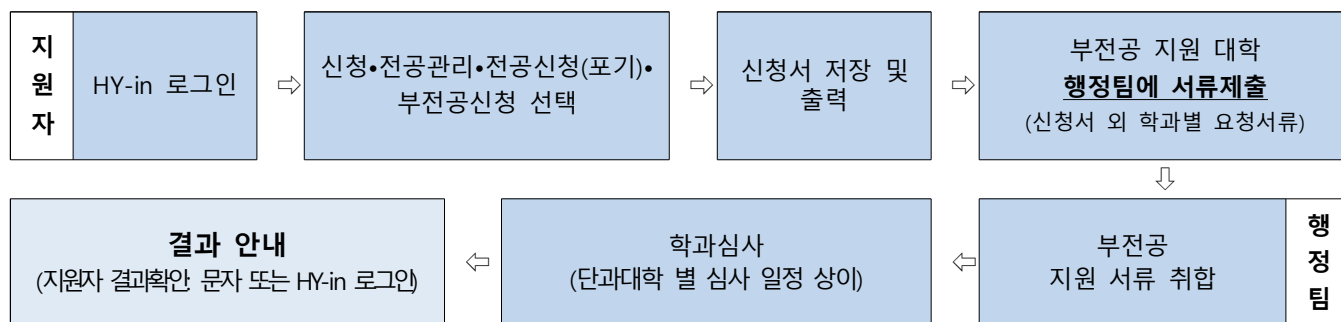 지
원
자
HY-in 로그인
⇨
신청•전공관리•전공신청(포기)•
부전공신청 선택
⇨
신청서 저장 및
출력
⇨
부전공 지원 대학
행정팀에 서류제출
(신청서 외 학과별 요청서류)
⇩
행
정
팀
부전공
지원 서류 취합
⇦
학과심사
(단과대학 별 심사 일정 상이)
⇦
결과 안내
(지원자 결과확인: 문자 또는 HY-in 로그인)